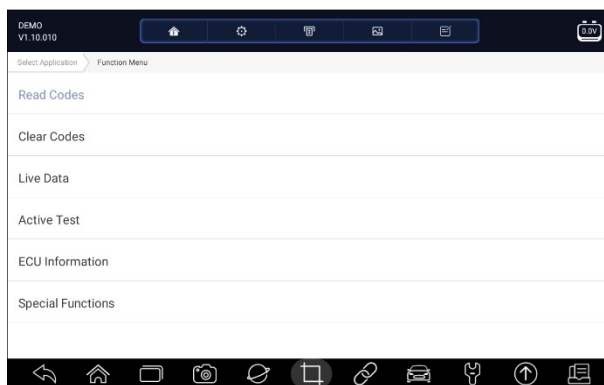 DEMO
V1.10.010
0.0V
Select Application
Function Menu
Read Codes
Clear Codes
Live Data
Active Test
ECU Information
Special Functions